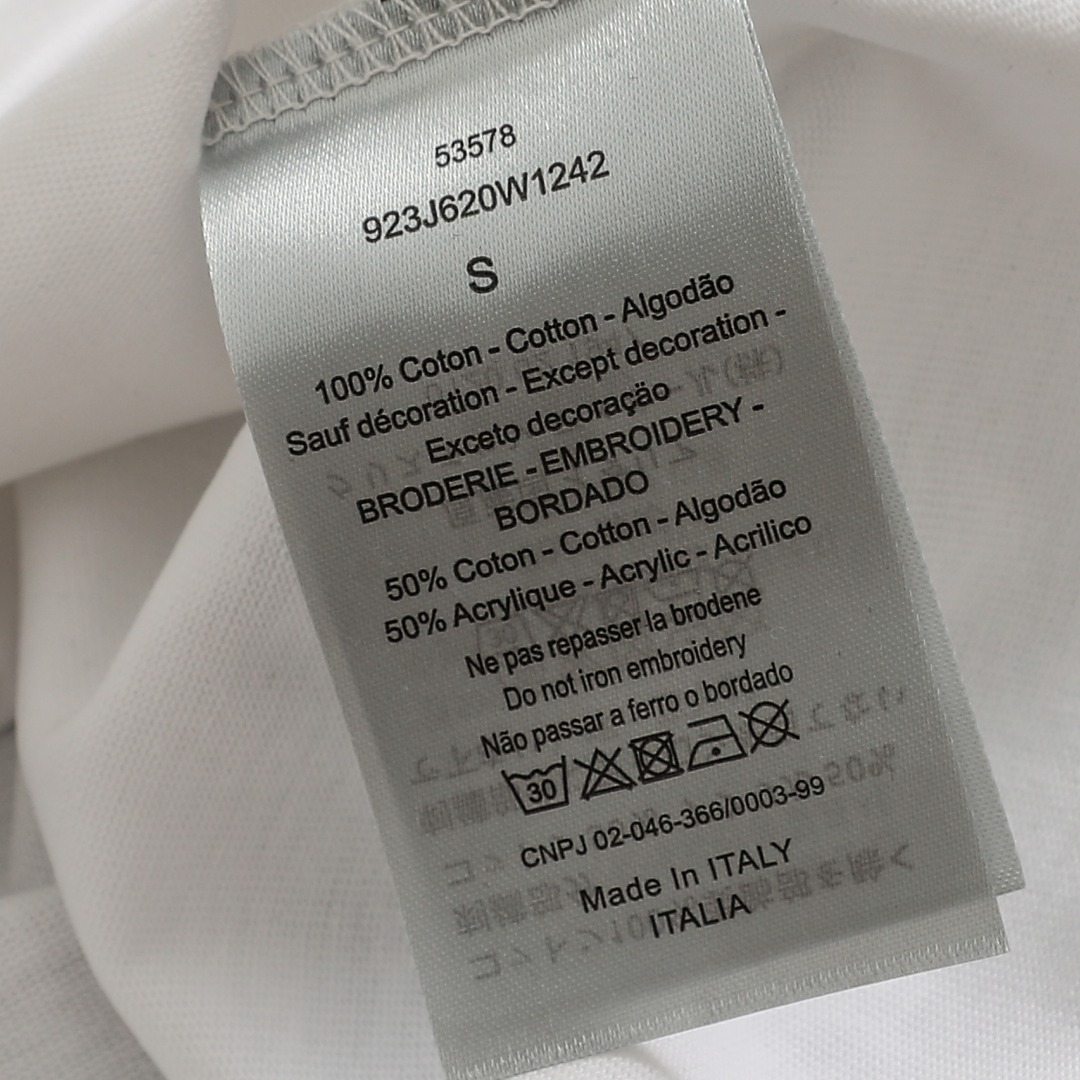 53578
923J620W1242
S
100% Coton - Cotton - Algodão
Sauf décoration - Except decoration -
Exceto decoração
BRODERIE - EMBROIDERY -
BORDADO
50% Coton - Cotton - Algodão
50% Acrylique - Acrylic - Acrilico
Ne pas repasser la brodene
Do not iron embroidery
Não passar a ferro o bordado
30
CNPJ 02-046-366/0003-99
Made In ITALY
ITALIA